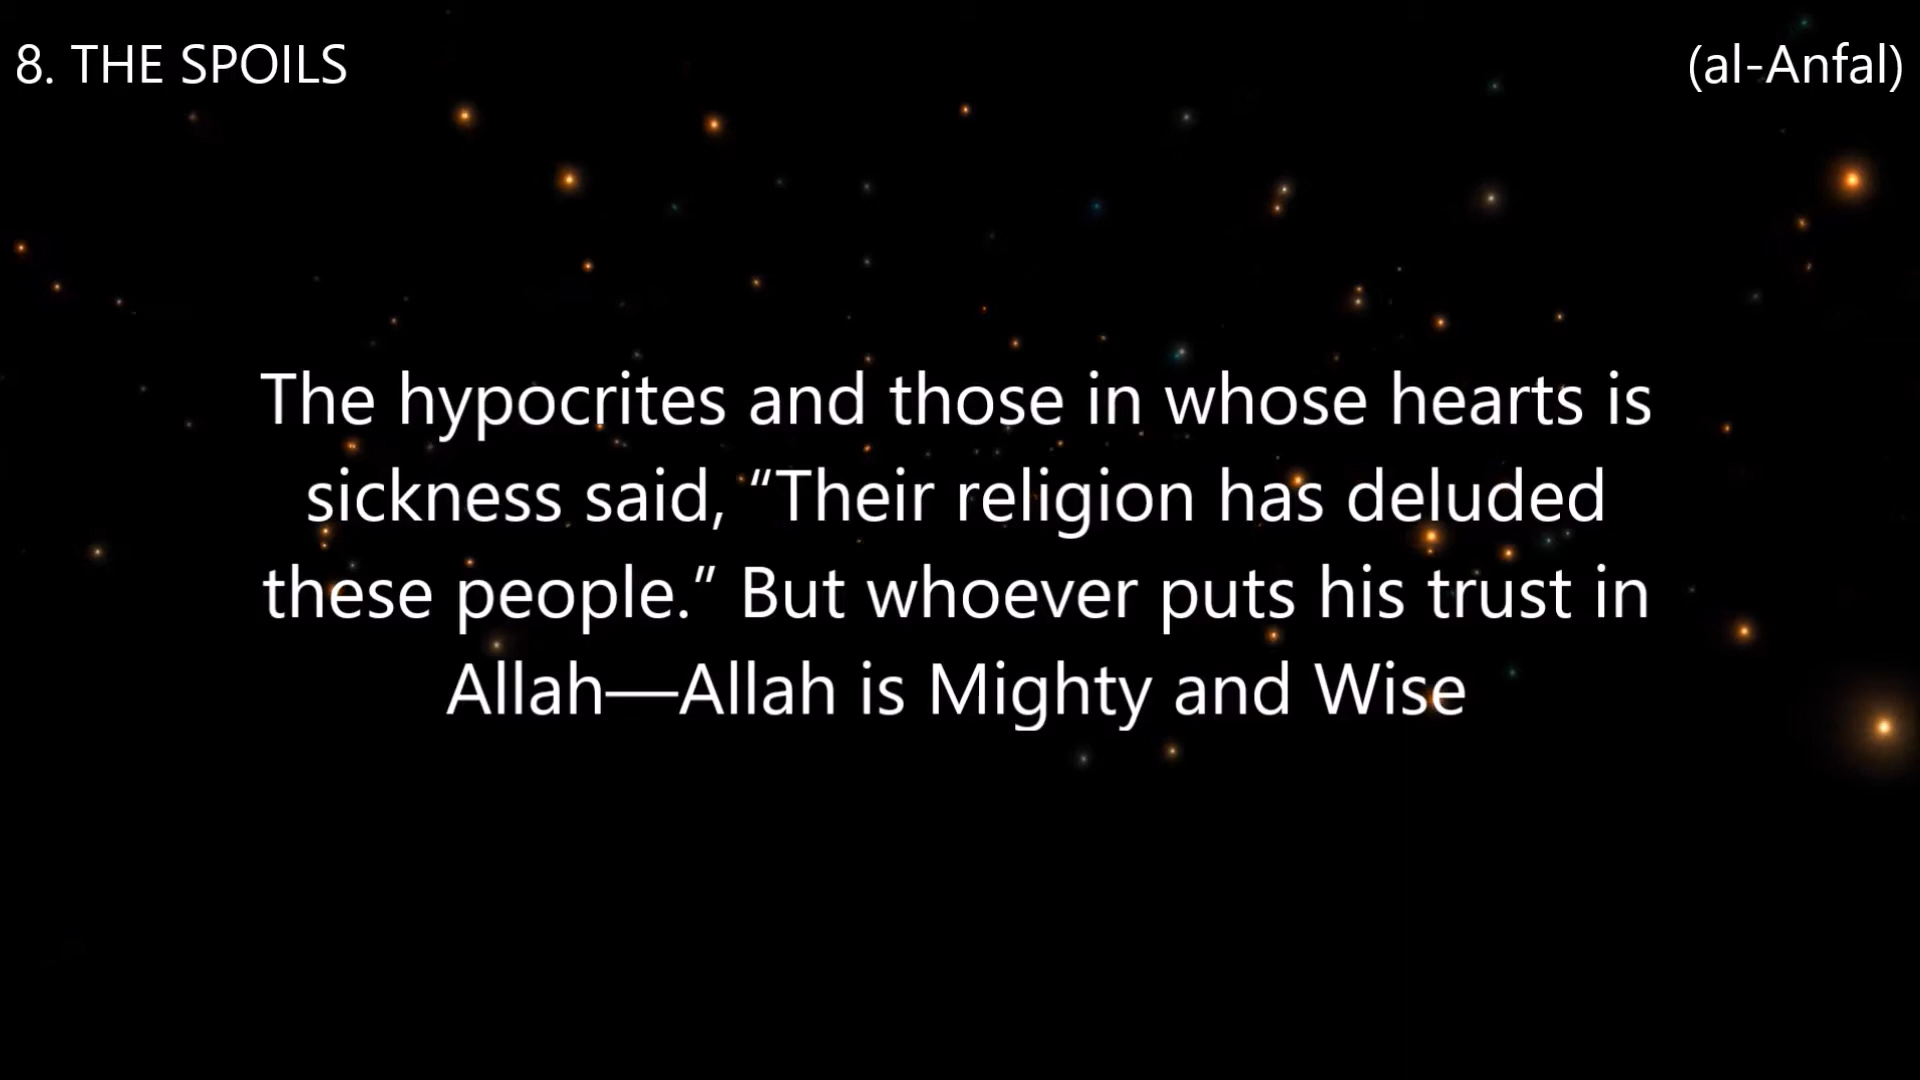 8. THE SPOILS
(al-Anfal)
The hypocrites and those in whose hearts is
sickness said, “Their religion has deluded
these people.” But whoever puts his trust in
Allah—Allah is Mighty and Wise